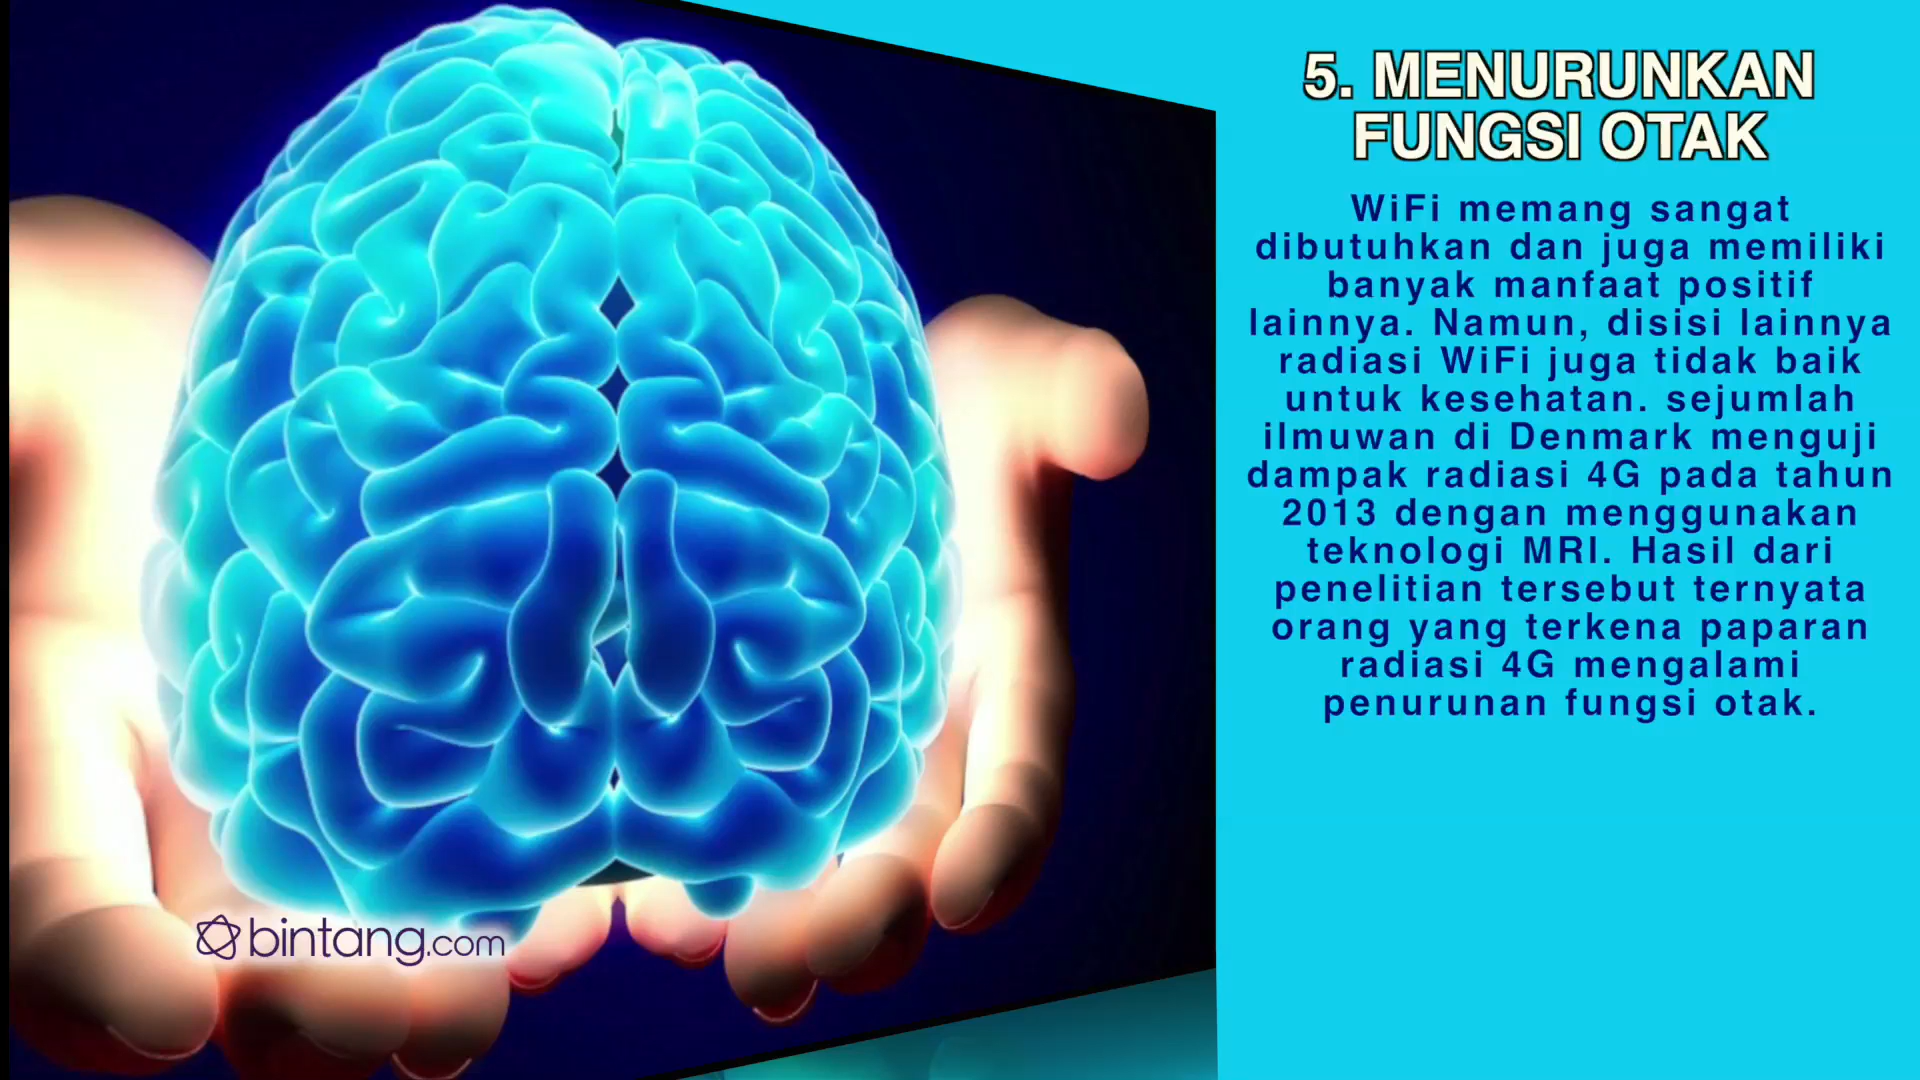 5. MENURUNKAN
FUNGSI OTAK
WiFi memang sangat
dibutuhkan dan juga memiliki
banyak manfaat positif
lainnya. Namun, disisi lainnya
radiasi WiFi juga tidak baik
untuk kesehatan. sejumlah
ilmuwan di Denmark menguji
dampak radiasi 4G pada tahun
2013 dengan menggunakan
teknologi MRI. Hasil dari
penelitian tersebut ternyata
orang yang terkena paparan
radiasi 4G mengalami
penurunan fungsi otak.
bintang.com